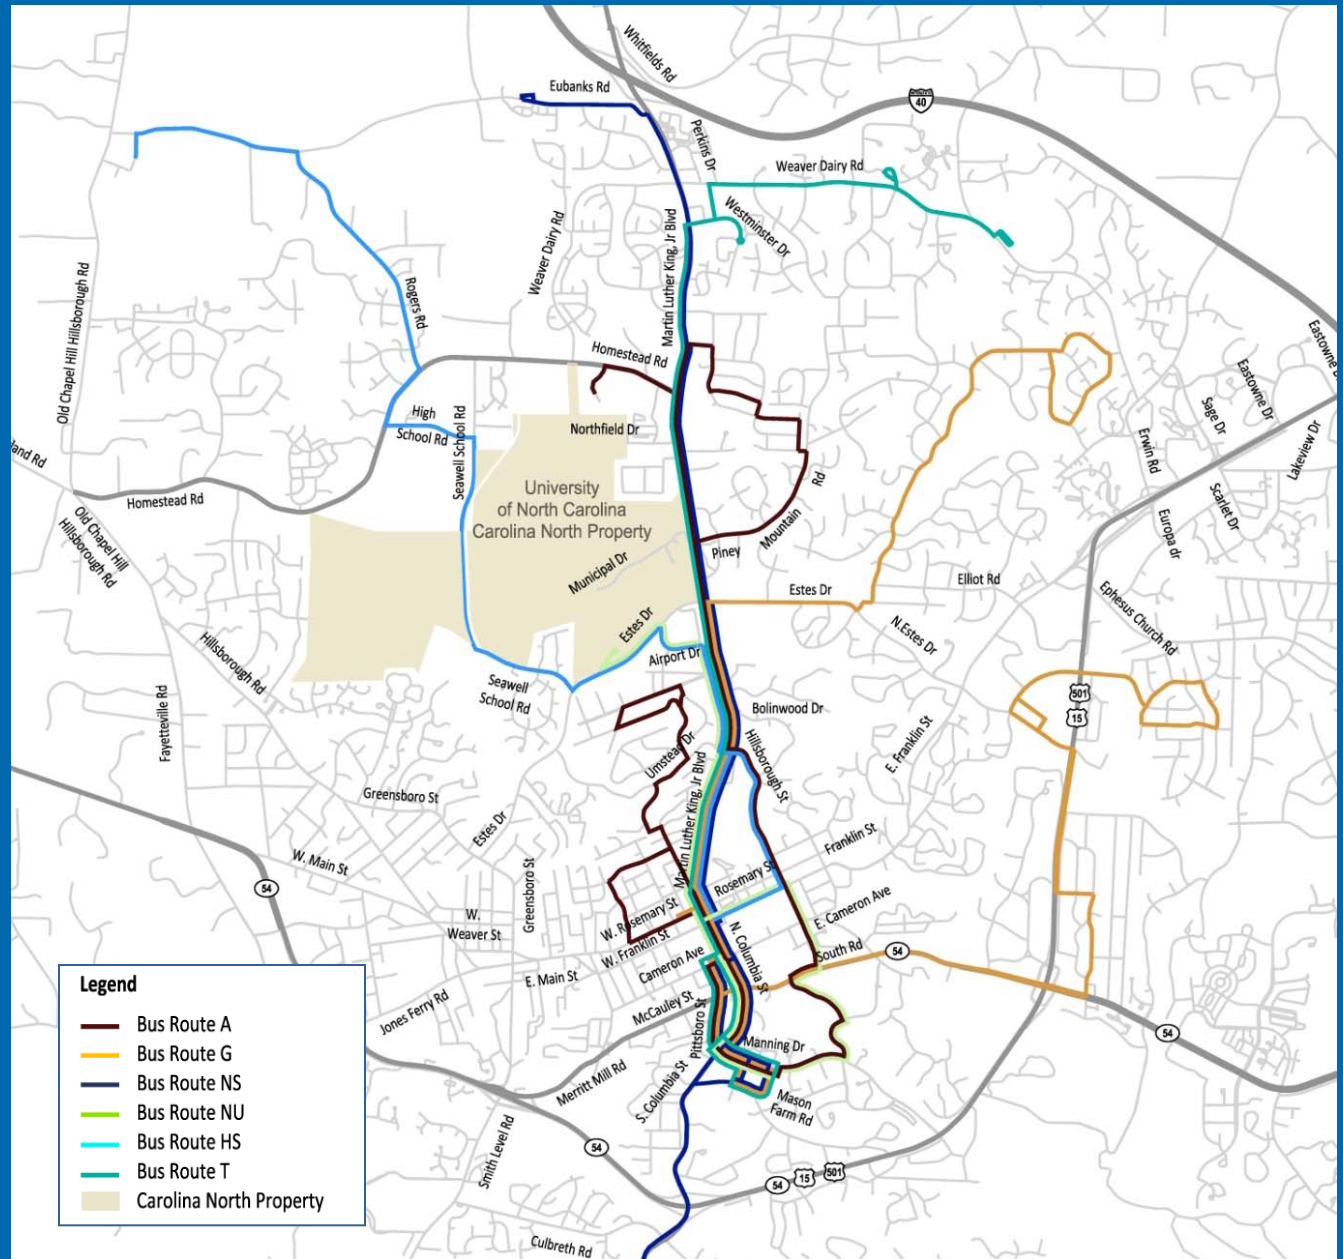 Whitfields Rd
Eubanks Rd
40
Perkins Dr
Weaver Dairy Rd
Westminster Dr
Martin Luther King, Jr Blvd
Weaver Dairy Rd
Old Chapel Hill Hillsborough Rd
Rogers Rd
Homestead Rd
Eastowne Dr
Sage Dr
Lakeview Dr
Erwin Rd
Scarlet Dr
Europa dr
High
School Rd
Seawell School Rd
Northfield Dr
Rd
Mountain
Piney
University
of North Carolina
Carolina North Property
Homestead Rd
Old Chapel Hill
Hillsborough Rd
Municipal Dr
Estes Dr
Elliot Rd
Ephesus Church Rd
N.Estes Dr
Estes Dr
Airport Dr
Hillsborough Rd
Seawell
School Rd
Fayetteville Rd
501
15
Bolinwood Dr
E. Franklin St
Umstead Dr
Hillsborough St
Martin Luther King, Jr Blvd
Greensboro St
Estes Dr
Franklin St
W. Main St
54
Greensboro St
Rosemary St
E. Cameron Ave
W.
Weaver St
W. Rosemary St
W. Franklin St
N. Columbia St
South Rd
54
Cameron Ave
E. Main St
McCauley St
Pittsboro St
Jones Ferry Rd
Manning Dr
54
Merritt Mill Rd
S. Columbia St
Mason
Farm Rd
Smith Level Rd
54
54
15
501
Culbreth Rd
Legend
Bus Route A
Bus Route G
Bus Route NS
Bus Route NU
Bus Route HS
Bus Route T
Carolina North Property